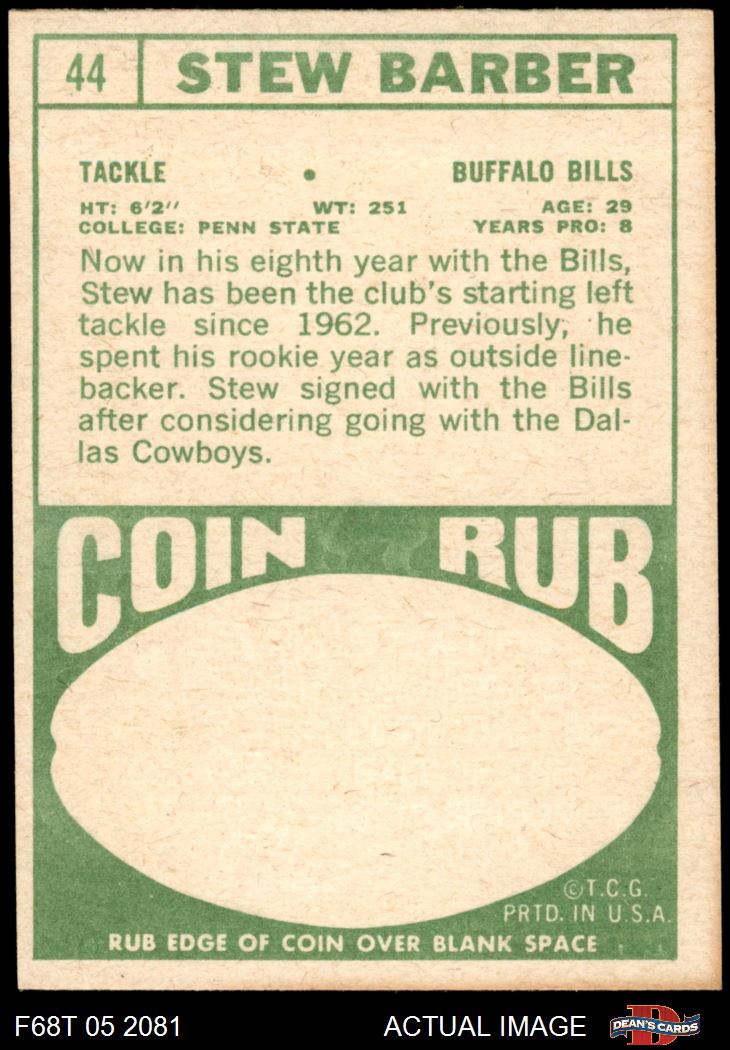 44 STEW BARBER
TACKLE • BUFFALO BILLS
HT: 6'2'' WT: 251 AGE: 29
COLLEGE: PENN STATE YEARS PRO: 8
Now in his eighth year with the Bills,
Stew has been the club's starting left
tackle since 1962. Previously, he
spent his rookie year as outside line-
backer. Stew signed with the Bills
after considering going with the Dal-
las Cowboys.
COIN RUB
©T.C.G.
PRTD. IN U.S.A.
RUB EDGE OF COIN OVER BLANK SPACE
F68T 05 2081 ACTUAL IMAGE DEAN'S CARDS